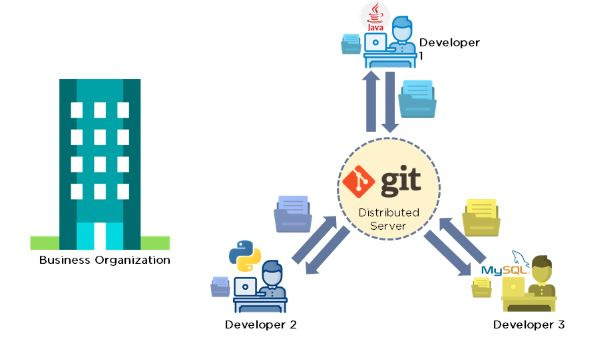 Java
Developer
1
git
Distributed
Server
Business Organization
MySQL
Developer 2
Developer 3